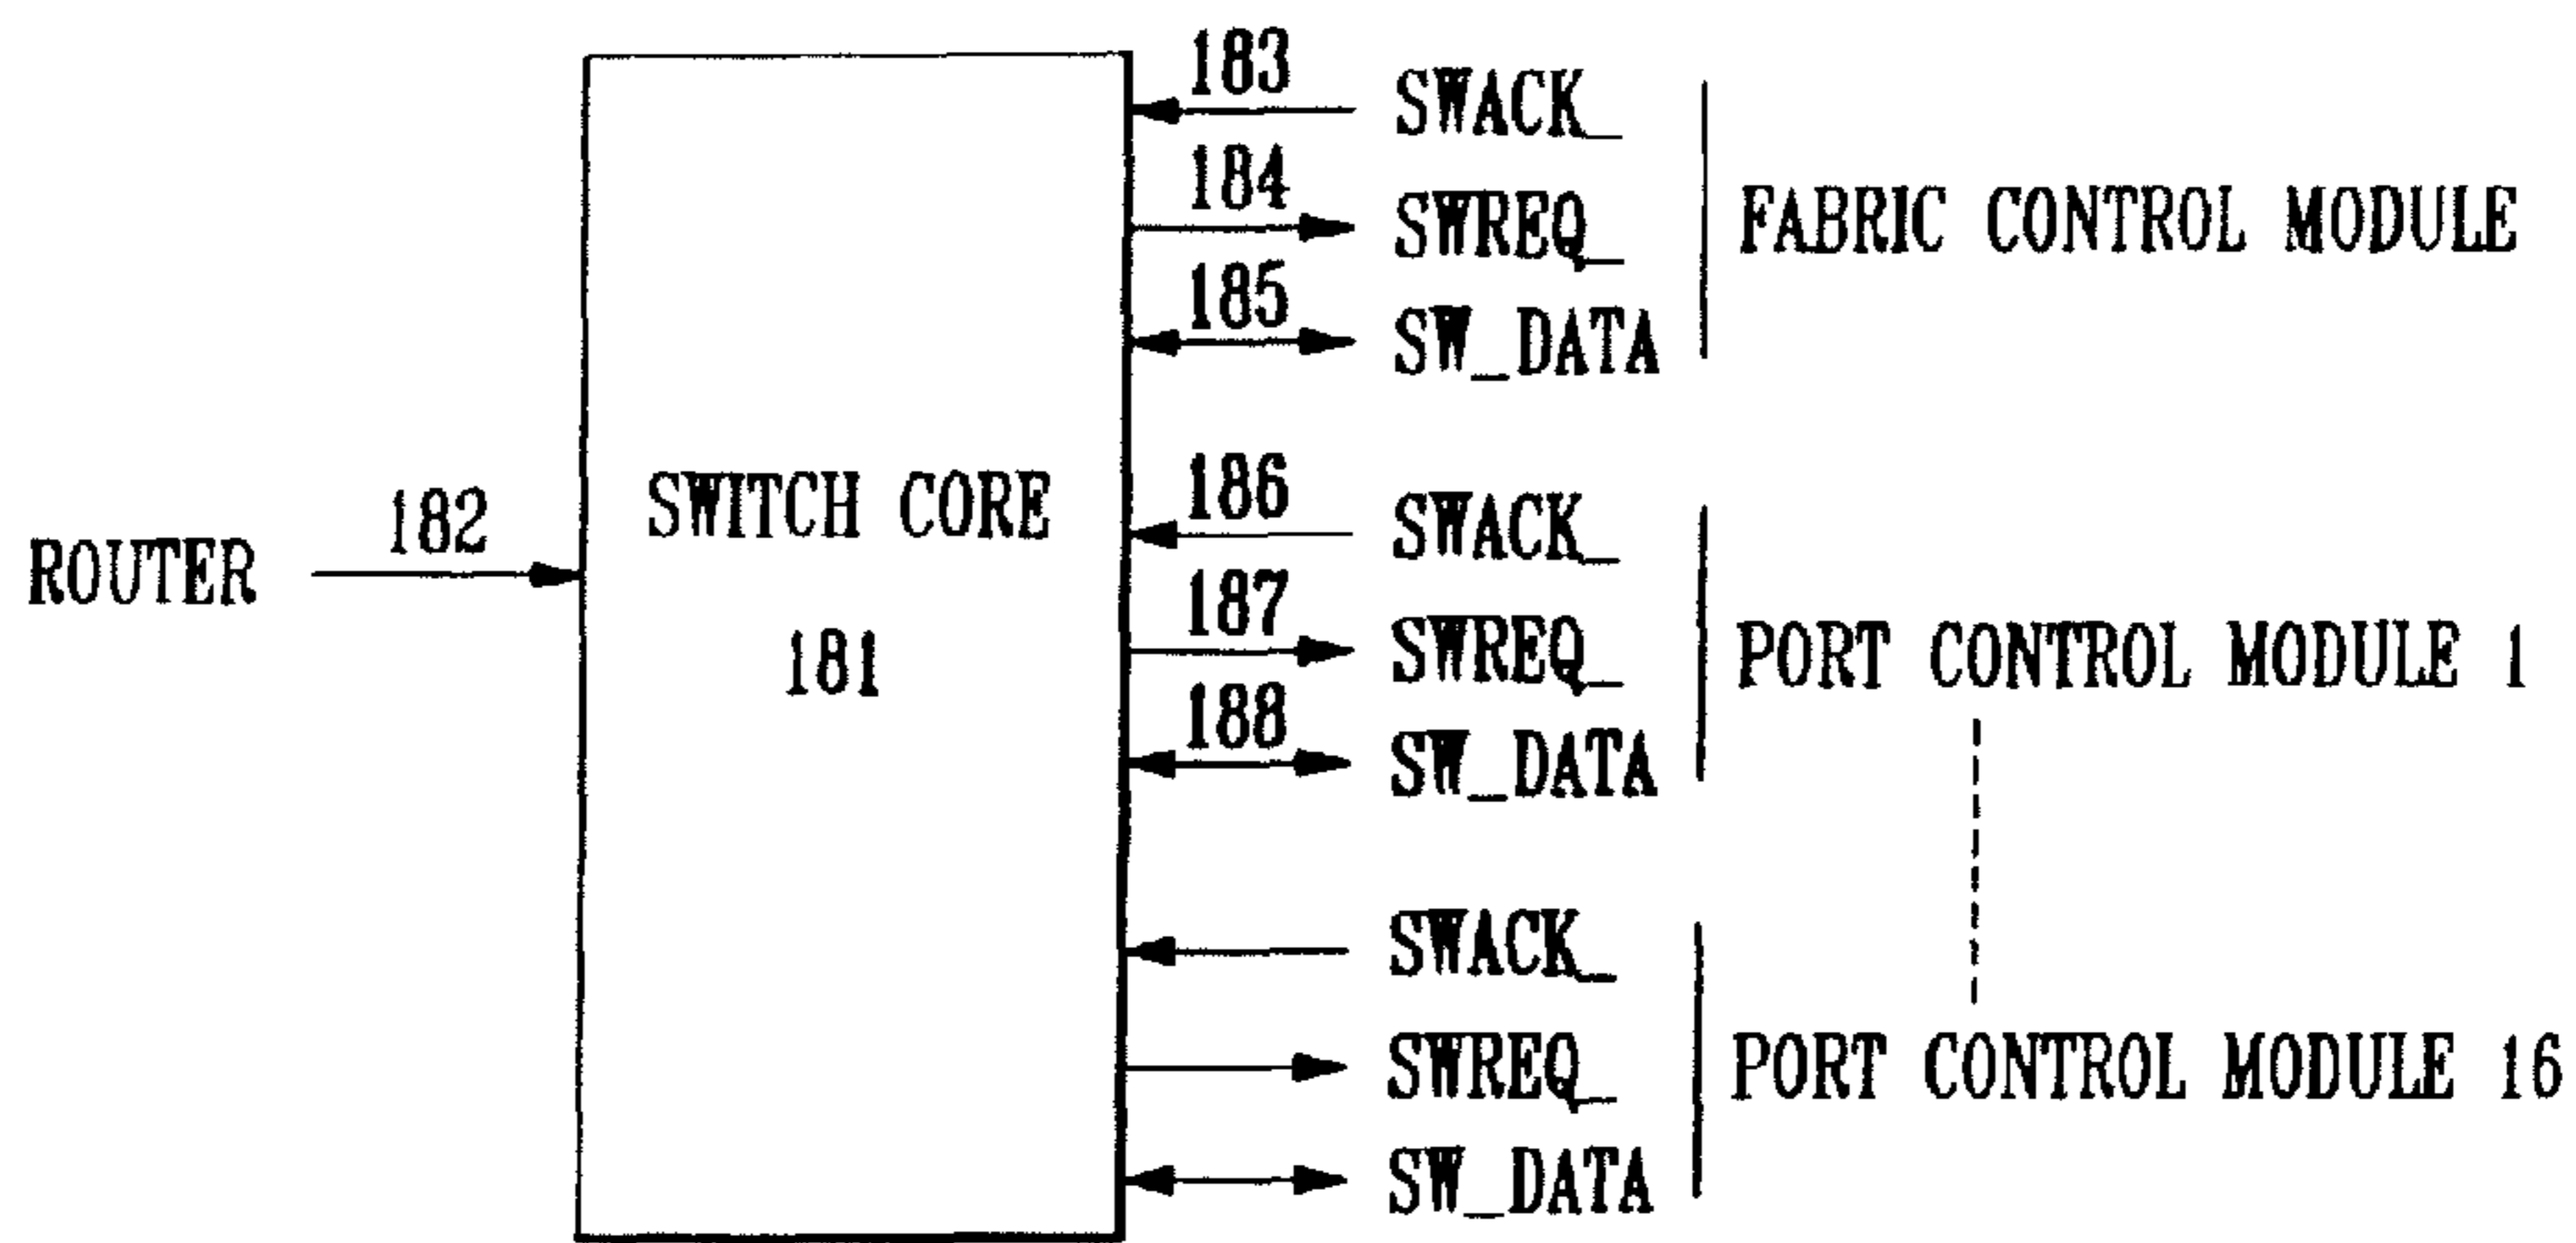 183
SWACK_
184
SWREQ_
FABRIC CONTROL MODULE
185
SW_DATA
ROUTER
182
SWITCH CORE
181
186
SWACK_
187
SWREQ_
PORT CONTROL MODULE 1
188
SW_DATA
SWACK_
SWREQ_
PORT CONTROL MODULE 16
SW_DATA